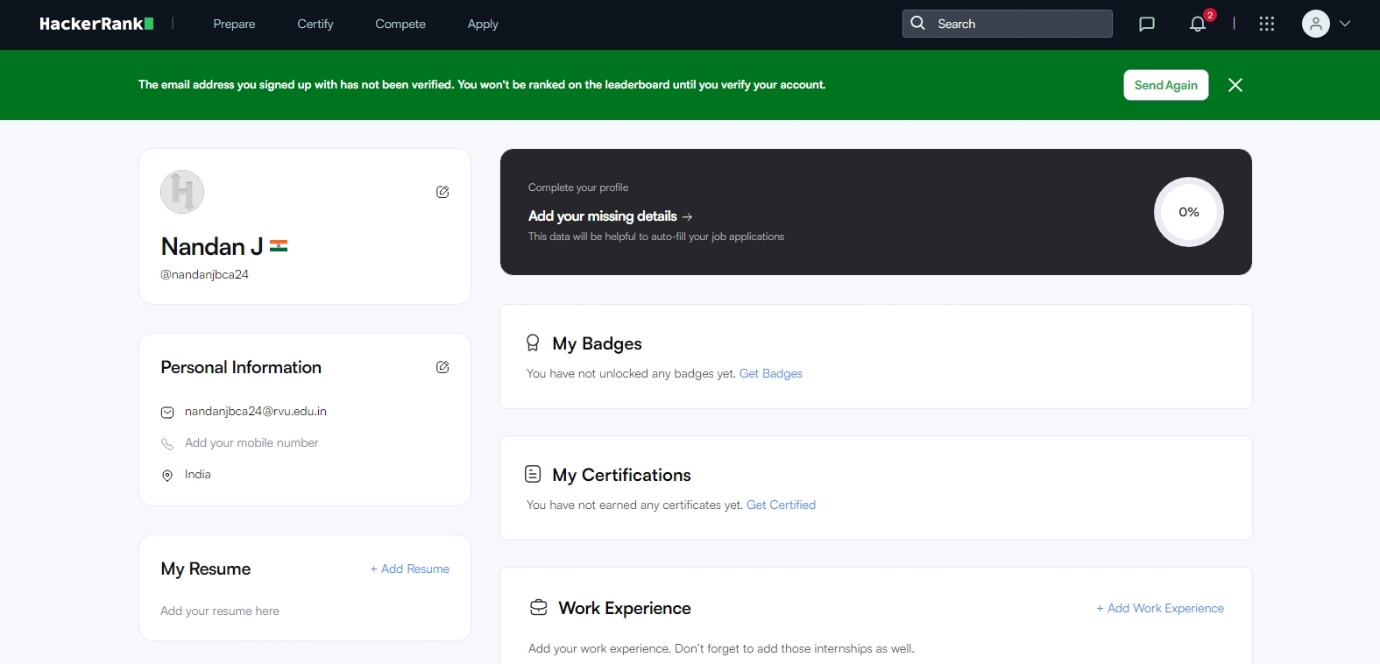 HackerRank
Prepare
Certify
Compete
Apply
Search
2
The email address you signed up with has not been verified. You won't be ranked on the leaderboard until you verify your account.
Send Again
H
Nandan J
@nandanjbca24
Complete your profile
Add your missing details →
This data will be helpful to auto-fill your job applications
0%
Personal Information
nandanjbca24@rvu.edu.in
Add your mobile number
India
My Badges
You have not unlocked any badges yet. Get Badges
My Certifications
You have not earned any certificates yet. Get Certified
My Resume
+ Add Resume
Add your resume here
Work Experience
+ Add Work Experience
Add your work experience. Don't forget to add those internships as well.